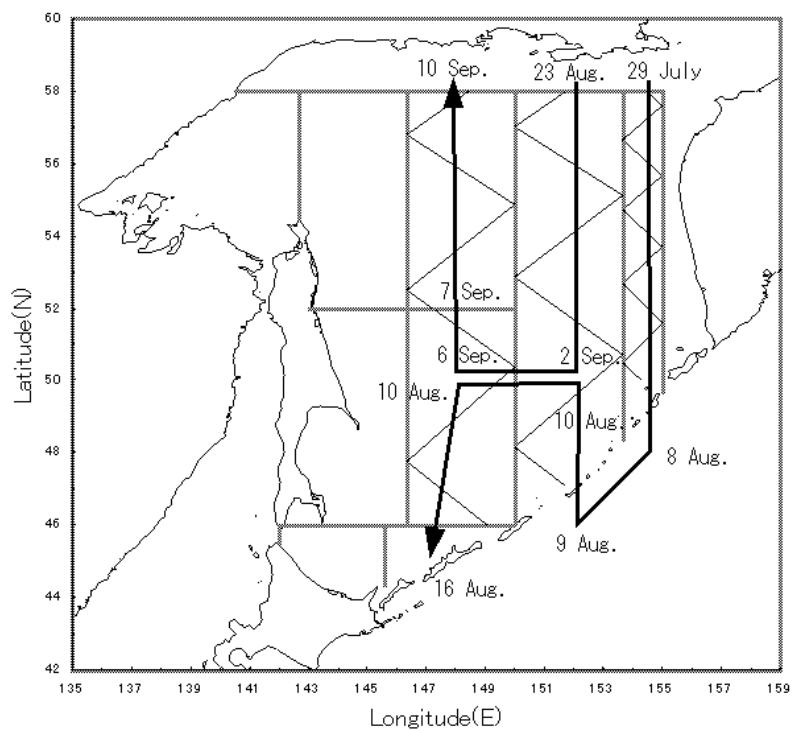 60
58
56
54
52
50
48
46
44
42
Latitude(N)
10 Sep.
23 Aug.
29 July
7 Sep.
6 Sep.
2 Sep.
10 Aug.
10 Aug.
8 Aug.
9 Aug.
16 Aug.
135 137 139 141 143 145 147 149 151 153 155 157 159
Longitude(E)